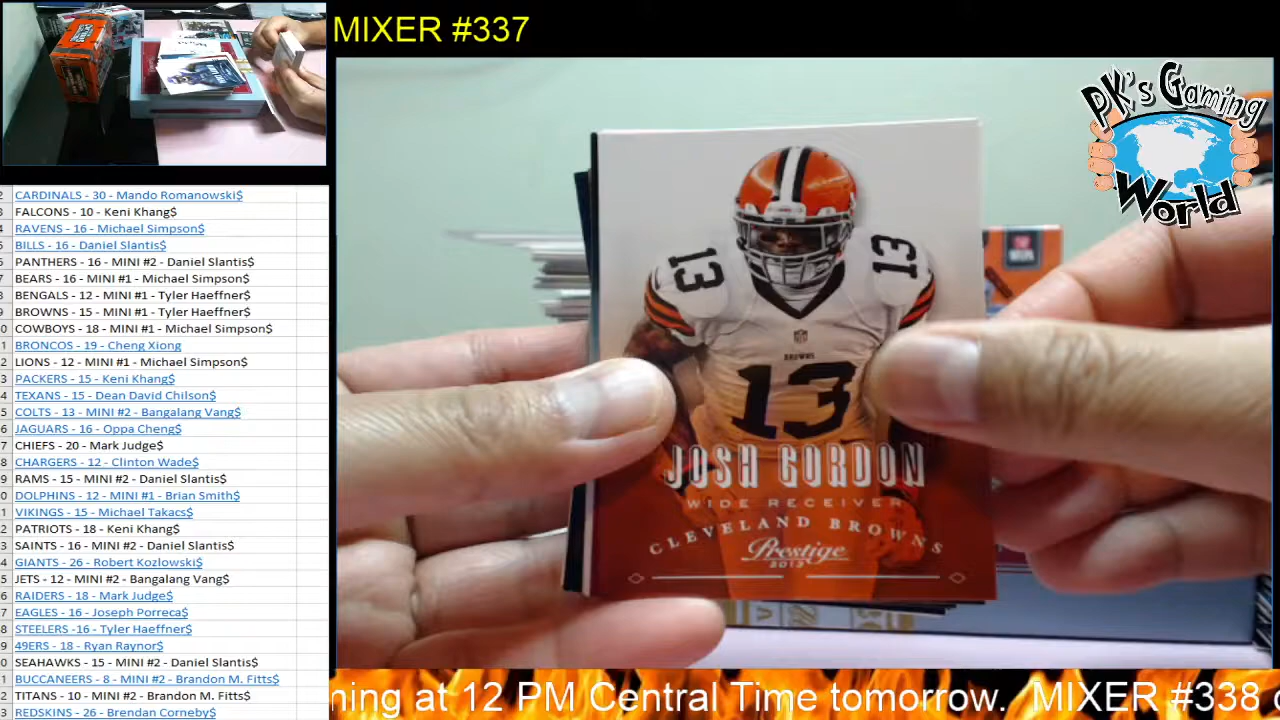 MIXER #337
PK's Gaming
World
CARDINALS - 30 - Mando Romanowski$
FALCONS - 10 - Keni Khang$
RAVENS - 16 - Michael Simpson$
BILLS - 16 - Daniel Slantis$
PANTHERS - 16 - MINI #2 - Daniel Slantis$
BEARS - 16 - MINI #1 - Michael Simpson$
BENGALS - 12 - MINI #1 - Tyler Haeffner$
BROWNS - 15 - MINI #1 - Tyler Haeffner$
COWBOYS - 18 - MINI #1 - Michael Simpson$
BRONCOS - 19 - Cheng Xiong
LIONS - 12 - MINI #1 - Michael Simpson$
PACKERS - 15 - Keni Khang$
TEXANS - 15 - Dean David Chilson$
COLTS - 13 - MINI #2 - Bangalang Vang$
JAGUARS - 16 - Oppa Cheng$
CHIEFS - 20 - Mark Judge$
CHARGERS - 12 - Clinton Wade$
RAMS - 15 - MINI #2 - Daniel Slantis$
DOLPHINS - 12 - MINI #1 - Brian Smith$
VIKINGS - 15 - Michael Takacs$
PATRIOTS - 18 - Keni Khang$
SAINTS - 16 - MINI #2 - Daniel Slantis$
GIANTS - 26 - Robert Kozlowski$
JETS - 12 - MINI #2 - Bangalang Vang$
RAIDERS - 18 - Mark Judge$
EAGLES - 16 - Joseph Porreca$
STEELERS -16 - Tyler Haeffner$
49ERS - 18 - Ryan Raynor$
SEAHAWKS - 15 - MINI #2 - Daniel Slantis$
BUCCANEERS - 8 - MINI #2 - Brandon M. Fitts$
TITANS - 10 - MINI #2 - Brandon M. Fitts$
REDSKINS - 26 - Brendan Corneby$
13
13
BROWNS
13
JOSH GORDON
WIDE RECEIVER
CLEVELAND BROWNS
Prestige
2013
ning at 12 PM Central Time tomorrow. MIXER #338